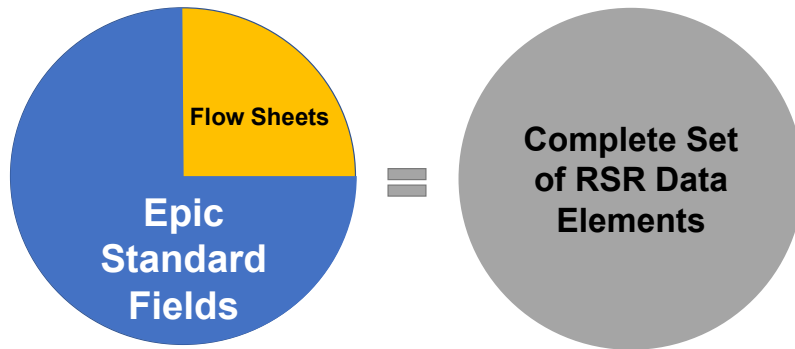 Flow Sheets
Epic
Standard
Fields
=
Complete Set
of RSR Data
Elements